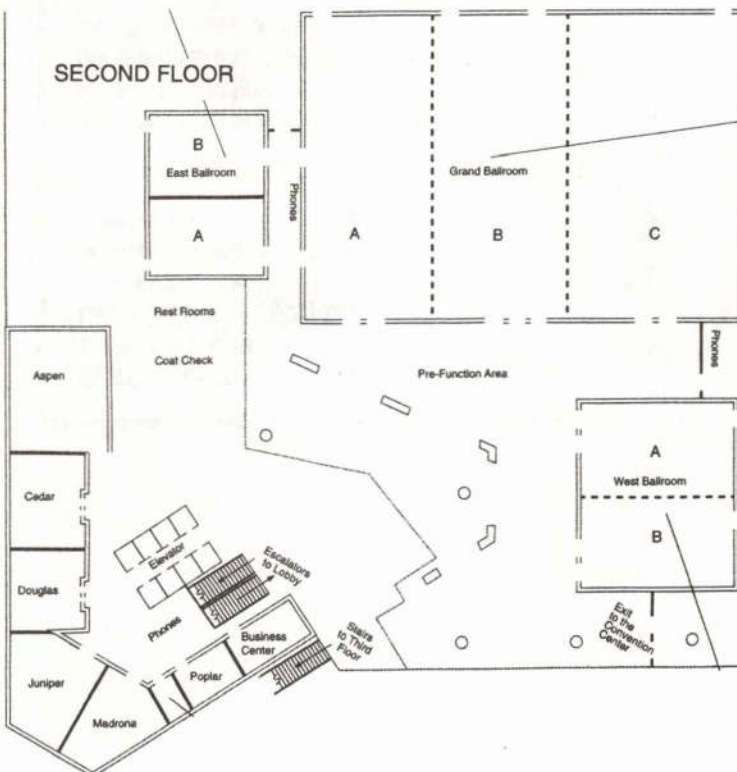 SECOND FLOOR
B
East Ballroom
A
Phones
Grand Ballroom
A
B
C
Rest Rooms
Coat Check
Pre-Function Area
Phones
Aspen
A
West Ballroom
B
Cedar
Elevator
Escalators
to Lobby
Douglas
Phones
Business
Center
Stairs
to Third
Floor
Exit
to the
Convention
Center
Poplar
Juniper
Madrona